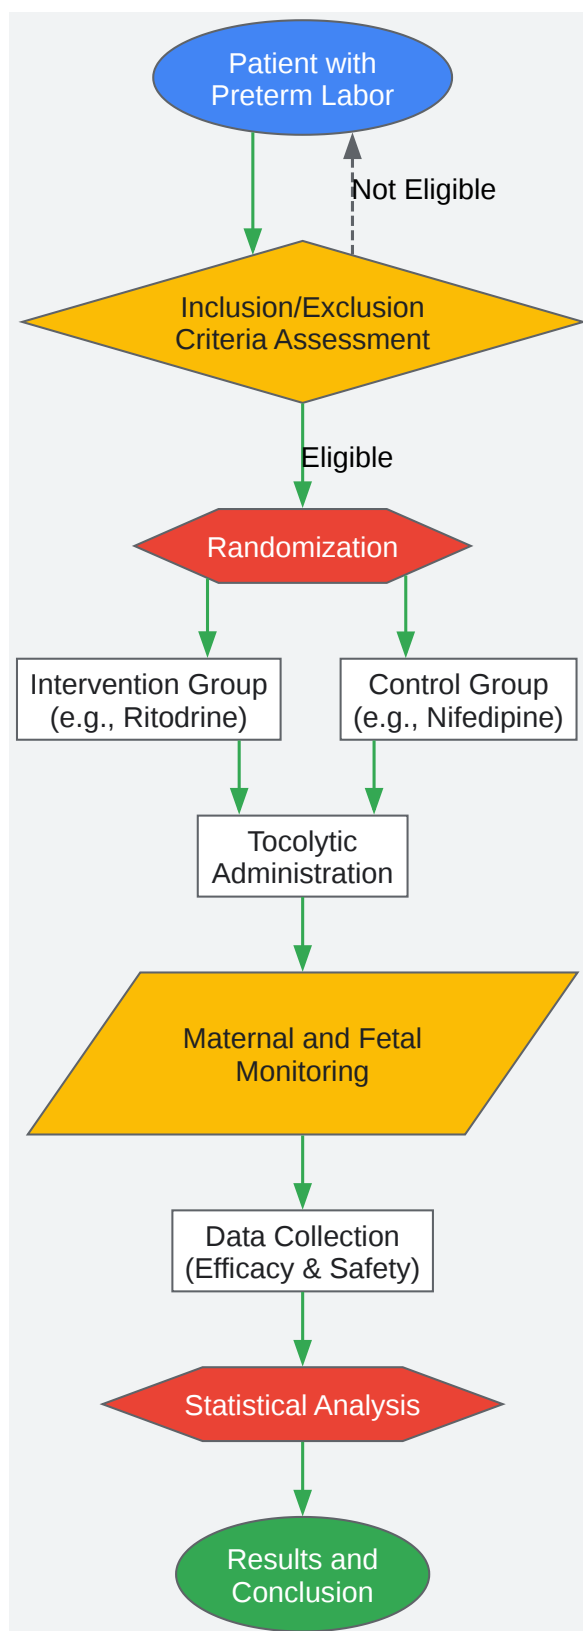 Patient with
Preterm Labor
Not Eligible
Inclusion/Exclusion
Criteria Assessment
Eligible
Randomization
Intervention Group
(e.g., Ritodrine)
Control Group
(e.g., Nifedipine)
Tocolytic
Administration
Maternal and Fetal
Monitoring
Data Collection
(Efficacy & Safety)
Statistical Analysis
Results and
Conclusion